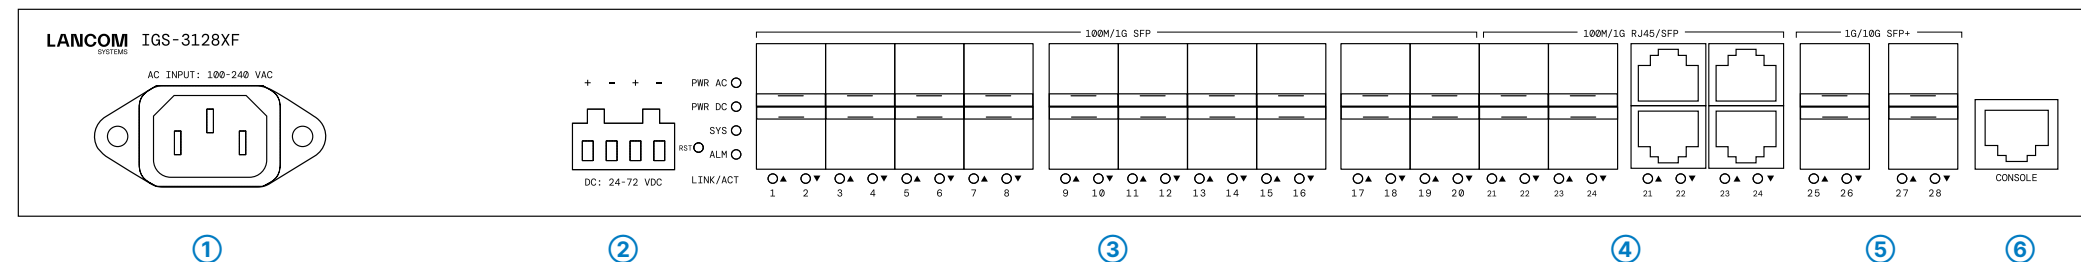 LANCOM SYSTEMS IGS-3128XF
AC INPUT: 100-240 VAC
+ - + -
DC: 24-72 VDC
RST
PWR AC
PWR DC
SYS
ALM
LINK/ACT
100M/1G SFP
100M/1G RJ45/SFP
1G/10G SFP+
▲ ▼ ▲ ▼ ▲ ▼ ▲ ▼ ▲ ▼ ▲ ▼ ▲ ▼ ▲ ▼ ▲ ▼ ▲ ▼ ▲ ▼ ▲ ▼ ▲ ▼ ▲ ▼ ▲ ▼ ▲ ▼
1 2 3 4 5 6 7 8 9 10 11 12 13 14 15 16 17 18 19 20 21 22 23 24 21 22 23 24 25 26 27 28
CONSOLE
① ② ③ ④ ⑤ ⑥